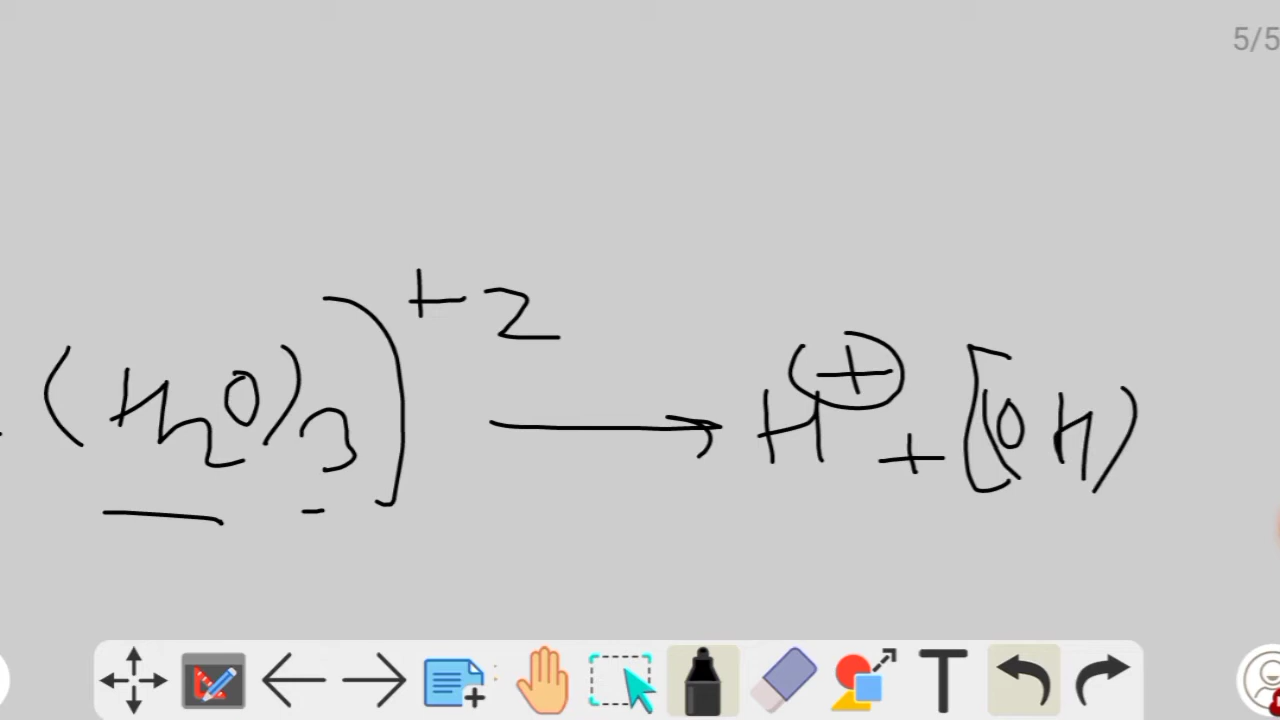 5/5
(H2O)3]+2 → H⊕ + [(OH)
T